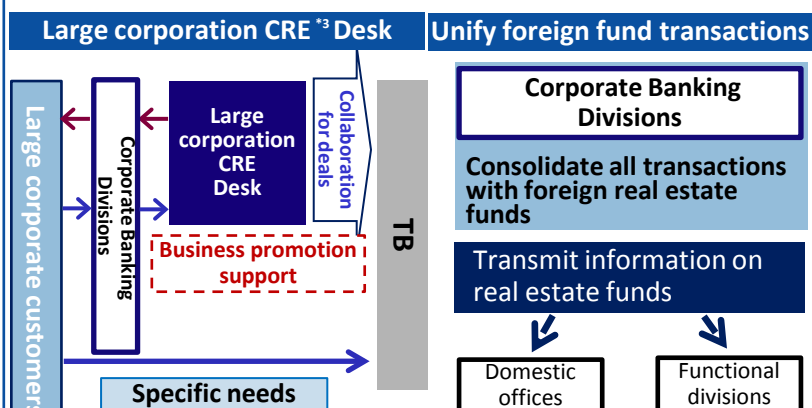 Large corporation CRE *3 Desk
Large corporate customers
Corporate Banking
Divisions
Large
corporation
CRE
Desk
Collaboration
for deals
TB
Business promotion
support
Specific needs
Unify foreign fund transactions
Corporate Banking
Divisions
Consolidate all transactions
with foreign real estate
funds
Transmit information on
real estate funds
Domestic
offices
Functional
divisions